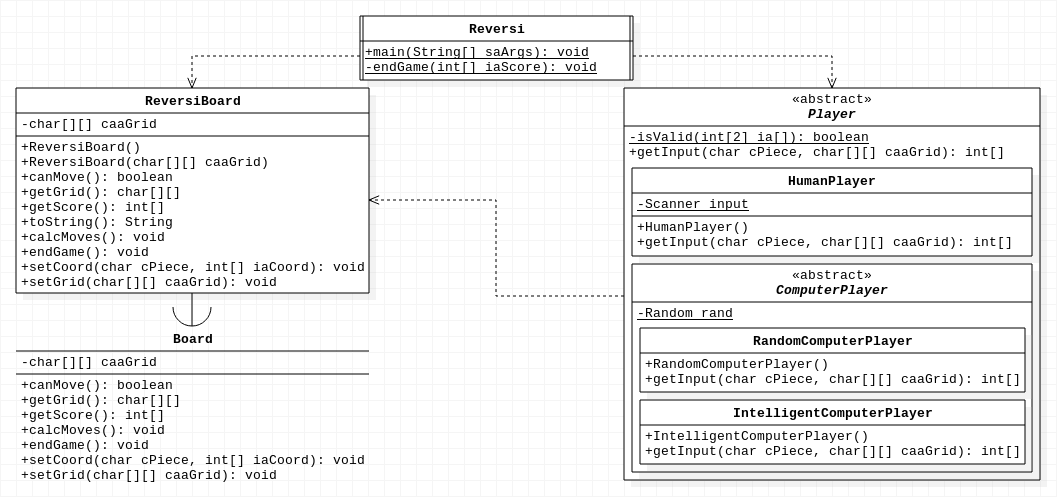 Reversi
+main(String[] saArgs): void
-endGame(int[] iaScore): void
ReversiBoard
-char[][] caaGrid
+ReversiBoard()
+ReversiBoard(char[][] caaGrid)
+canMove(): boolean
+getGrid(): char[][]
+getScore(): int[]
+toString(): String
+calcMoves(): void
+endGame(): void
+setCoord(char cPiece, int[] iaCoord): void
+setGrid(char[][] caaGrid): void
Board
-char[][] caaGrid
+canMove(): boolean
+getGrid(): char[][]
+getScore(): int[]
+calcMoves(): void
+endGame(): void
+setCoord(char cPiece, int[] iaCoord): void
+setGrid(char[][] caaGrid): void
«abstract»
Player
-isValid(int[2] ia[]): boolean
+getInput(char cPiece, char[][] caaGrid): int[]
HumanPlayer
-Scanner input
+HumanPlayer()
+getInput(char cPiece, char[][] caaGrid): int[]
«abstract»
ComputerPlayer
-Random rand
RandomComputerPlayer
+RandomComputerPlayer()
+getInput(char cPiece, char[][] caaGrid): int[]
IntelligentComputerPlayer
+IntelligentComputerPlayer()
+getInput(char cPiece, char[][] caaGrid): int[]